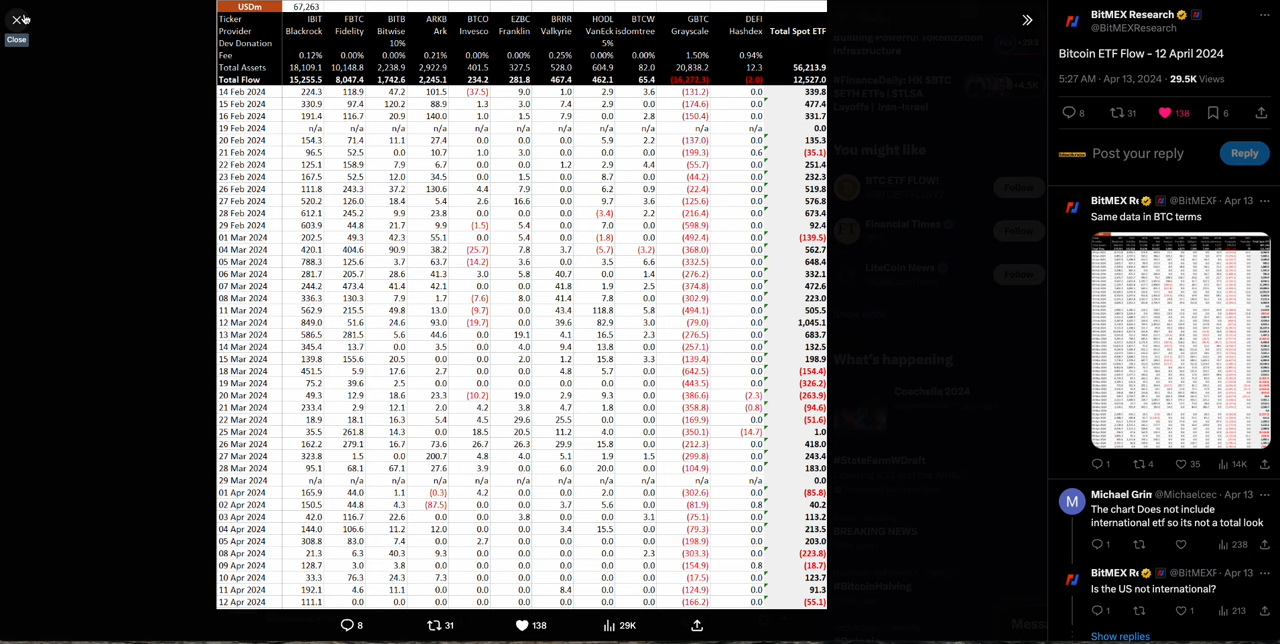 Close
USDm 67,263
Ticker IBIT FBTC BITB ARKB BTCO EZBC BRRR HODL BTCW GBTC DEFI
Provider Blackrock Fidelity Bitwise Ark Invesco Franklin Valkyrie VanEck isdomtree Grayscale Hashdex Total Spot ETF
Dev Donation 10% 5%
Fee 0.12% 0.00% 0.00% 0.21% 0.00% 0.00% 0.25% 0.00% 0.00% 1.50% 0.94%
Total Assets 18,109.1 10,148.8 2,238.9 2,922.9 401.5 327.5 528.0 604.9 82.0 20,838.2 12.3 56,213.9
Total Flow 15,255.5 8,047.4 1,742.6 2,245.1 234.2 281.8 467.4 462.1 65.4 (16,272.3) (2.0) 12,527.0
14 Feb 2024 224.3 118.9 47.2 101.5 (37.5) 9.0 1.0 2.9 3.6 (131.2) 0.0 339.8
15 Feb 2024 330.9 97.4 120.2 88.9 1.3 3.0 7.4 2.9 0.0 (174.6) 0.0 477.4
16 Feb 2024 191.4 116.7 20.9 140.0 1.0 1.5 7.9 0.0 2.8 (150.4) 0.0 331.7
19 Feb 2024 n/a n/a n/a n/a n/a n/a n/a n/a n/a n/a n/a 0.0
20 Feb 2024 154.3 71.4 11.1 27.4 0.0 0.0 0.0 5.9 2.2 (137.0) 0.0 135.3
21 Feb 2024 96.5 52.5 0.0 10.7 1.0 3.0 0.0 0.0 0.0 (199.3) 0.6 (35.1)
22 Feb 2024 125.1 158.9 7.9 6.7 0.0 0.0 1.2 2.9 4.4 (55.7) 0.0 251.4
23 Feb 2024 167.5 52.5 12.0 34.5 0.0 1.5 0.0 8.7 0.0 (44.2) 0.0 232.3
26 Feb 2024 111.8 243.3 37.2 130.6 4.4 7.9 0.0 6.2 0.9 (22.4) 0.0 519.8
27 Feb 2024 520.2 126.0 18.4 5.4 2.6 16.6 0.0 9.7 3.6 (125.6) 0.0 576.8
28 Feb 2024 612.1 245.2 9.9 23.8 0.0 0.0 0.0 (3.4) 2.2 (216.4) 0.0 673.4
29 Feb 2024 603.9 44.8 21.7 9.9 (1.5) 5.4 0.0 7.0 0.0 (598.9) 0.0 92.4
01 Mar 2024 202.5 49.3 42.3 55.1 0.0 5.4 0.0 (1.8) 0.0 (492.4) 0.0 (139.5)
04 Mar 2024 420.1 404.6 90.9 38.2 (25.7) 3.6 0.0 (5.7) (3.2) (368.0) 7.8 562.7
05 Mar 2024 788.3 125.6 3.7 63.7 (14.2) 3.6 0.0 3.5 6.6 (332.5) 0.0 648.4
06 Mar 2024 281.7 205.7 28.6 41.3 3.0 5.8 40.7 0.0 1.4 (276.2) 0.0 332.1
07 Mar 2024 244.2 473.4 41.4 42.1 0.0 0.0 41.8 1.9 2.5 (374.8) 0.0 472.6
08 Mar 2024 336.3 130.3 7.9 1.7 (7.6) 8.0 41.4 7.8 0.0 (302.9) 0.0 223.0
11 Mar 2024 562.9 215.5 49.8 13.0 (9.7) 0.0 43.4 118.8 5.8 (494.1) 0.0 505.5
12 Mar 2024 849.0 51.6 24.6 43.0 (19.7) 0.0 39.6 82.9 3.0 (79.0) 0.0 1,045.1
13 Mar 2024 586.5 281.5 5.6 44.6 19.1 4.1 16.5 2.3 (276.5) 0.0 683.7
14 Mar 2024 345.4 13.7 0.0 3.5 4.0 9.4 13.8 0.0 (257.1) 0.0 132.5
15 Mar 2024 139.8 155.6 20.5 0.0 1.2 15.8 3.3 (139.4) 0.0 198.9
18 Mar 2024 451.5 5.9 17.6 2.7 0.0 0.0 4.8 5.7 0.0 (642.5) 0.0 (154.4)
19 Mar 2024 75.2 39.6 2.5 0.0 0.0 0.0 0.0 0.0 0.0 (443.5) 0.0 (326.2)
20 Mar 2024 49.3 12.9 18.6 23.3 (10.2) 19.0 2.9 9.3 0.0 (386.6) (2.3) (263.9)
21 Mar 2024 233.4 2.9 12.1 2.0 4.2 3.8 4.7 1.8 0.0 (358.8) (0.8) (94.6)
22 Mar 2024 18.9 18.1 16.3 5.4 4.5 29.6 25.5 0.0 0.0 (169.9) 0.0 (51.6)
25 Mar 2024 35.5 261.8 14.3 0.0 18.5 20.5 11.2 4.0 0.0 (350.1) (14.7) 1.0
26 Mar 2024 162.2 279.1 16.7 73.6 26.7 26.3 29.9 15.8 0.0 (212.3) 0.0 418.0
27 Mar 2024 323.8 1.5 0.0 200.7 4.8 4.0 5.1 1.9 1.5 (299.8) 0.0 243.4
28 Mar 2024 95.1 68.1 67.1 27.6 3.9 0.0 6.0 20.0 0.0 (104.9) 0.0 183.0
29 Mar 2024 n/a n/a n/a n/a n/a n/a n/a n/a n/a n/a n/a 0.0
01 Apr 2024 165.9 44.0 1.1 (0.3) 4.2 0.0 0.0 2.0 0.0 (302.6) 0.0 (85.8)
02 Apr 2024 150.5 44.8 4.3 (87.5) 0.0 0.0 3.7 5.6 0.0 (81.9) 0.8 40.2
03 Apr 2024 42.0 116.7 22.6 0.0 0.0 3.8 0.0 0.0 3.1 (75.1) 0.0 113.2
04 Apr 2024 144.0 106.6 11.2 12.0 0.0 0.0 3.4 15.5 0.0 (79.3) 0.0 213.5
05 Apr 2024 308.8 83.0 7.4 0.0 2.7 0.0 0.0 0.0 0.0 (198.9) 0.0 203.0
08 Apr 2024 21.3 6.3 40.3 9.3 0.0 0.0 0.0 0.0 2.3 (303.3) 0.0 (223.8)
09 Apr 2024 128.7 3.0 3.8 0.0 0.0 0.0 0.0 0.0 0.0 (154.9) 0.8 (18.7)
10 Apr 2024 33.3 76.3 24.3 7.3 0.0 0.0 0.0 0.0 0.0 (17.5) 0.0 123.7
11 Apr 2024 192.1 4.6 11.1 0.0 0.0 0.0 8.4 0.0 0.0 (124.9) 0.0 91.3
12 Apr 2024 111.1 0.0 0.0 0.0 0.0 0.0 0.0 0.0 0.0 (166.2) 0.0 (55.1)
8 31 138 29K
You might like
BTC ETF FLOW!
Follow
Financial Times
Follow
LiteCoin News
Follow
What's happening
Coachella 2024
BREAKING NEWS
#BitcoinHalving
BitMEX Research
@BitMEXResearch
Bitcoin ETF Flow - 12 April 2024
5:27 AM · Apr 13, 2024 · 29.5K Views
8 31 138 6
Post your reply Reply
BitMEX Re @BitMEXF · Apr 13
Same data in BTC terms
1 4 35 14K
Michael Grin @Michaelcec · Apr 13
The chart Does not include
international etf so its not a total look
1 238
BitMEX Re @BitMEXF · Apr 13
Is the US not international?
1 1 213
Show replies